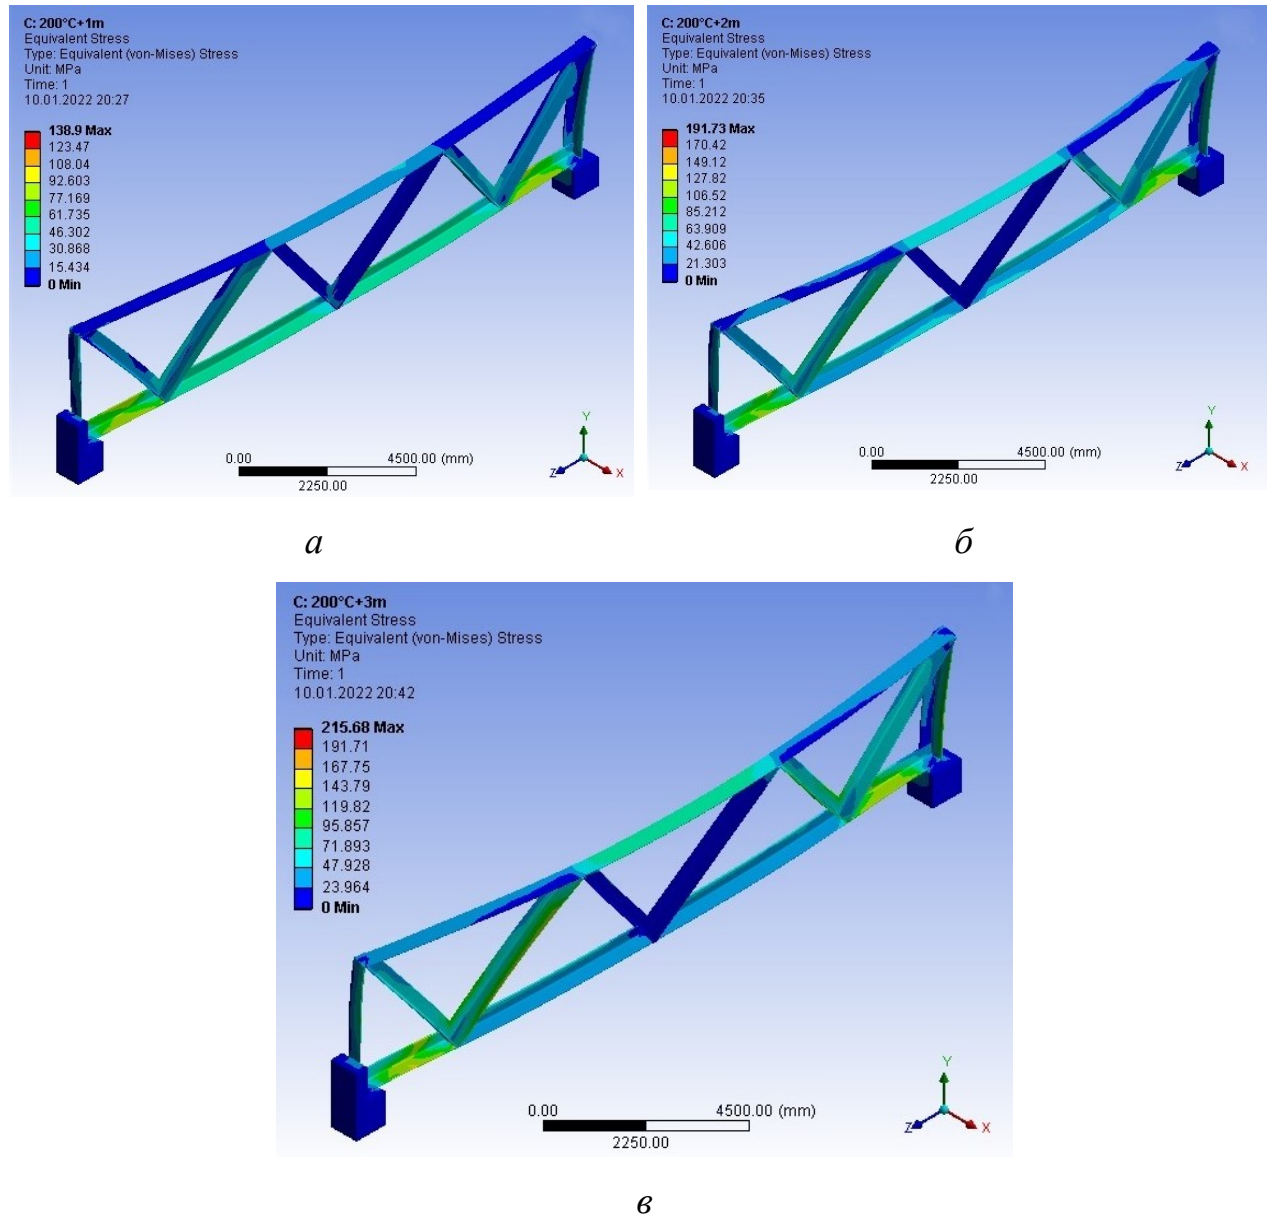 C: 200°C+1m
Equivalent Stress
Type: Equivalent (von-Mises) Stress
Unit: MPa
Time: 1
10.01.2022 20:27
138.9 Max
123.47
108.04
92.603
77.169
61.735
46.302
30.868
15.434
0 Min
0.00 4500.00 (mm)
2250.00
Y
Z X
а
C: 200°C+2m
Equivalent Stress
Type: Equivalent (von-Mises) Stress
Unit: MPa
Time: 1
10.01.2022 20:35
191.73 Max
170.42
149.12
127.82
106.52
85.212
63.909
42.606
21.303
0 Min
0.00 4500.00 (mm)
2250.00
Y
Z X
б
C: 200°C+3m
Equivalent Stress
Type: Equivalent (von-Mises) Stress
Unit: MPa
Time: 1
10.01.2022 20:42
215.68 Max
191.71
167.75
143.79
119.82
95.857
71.893
47.928
23.964
0 Min
0.00 4500.00 (mm)
2250.00
Y
Z X
в